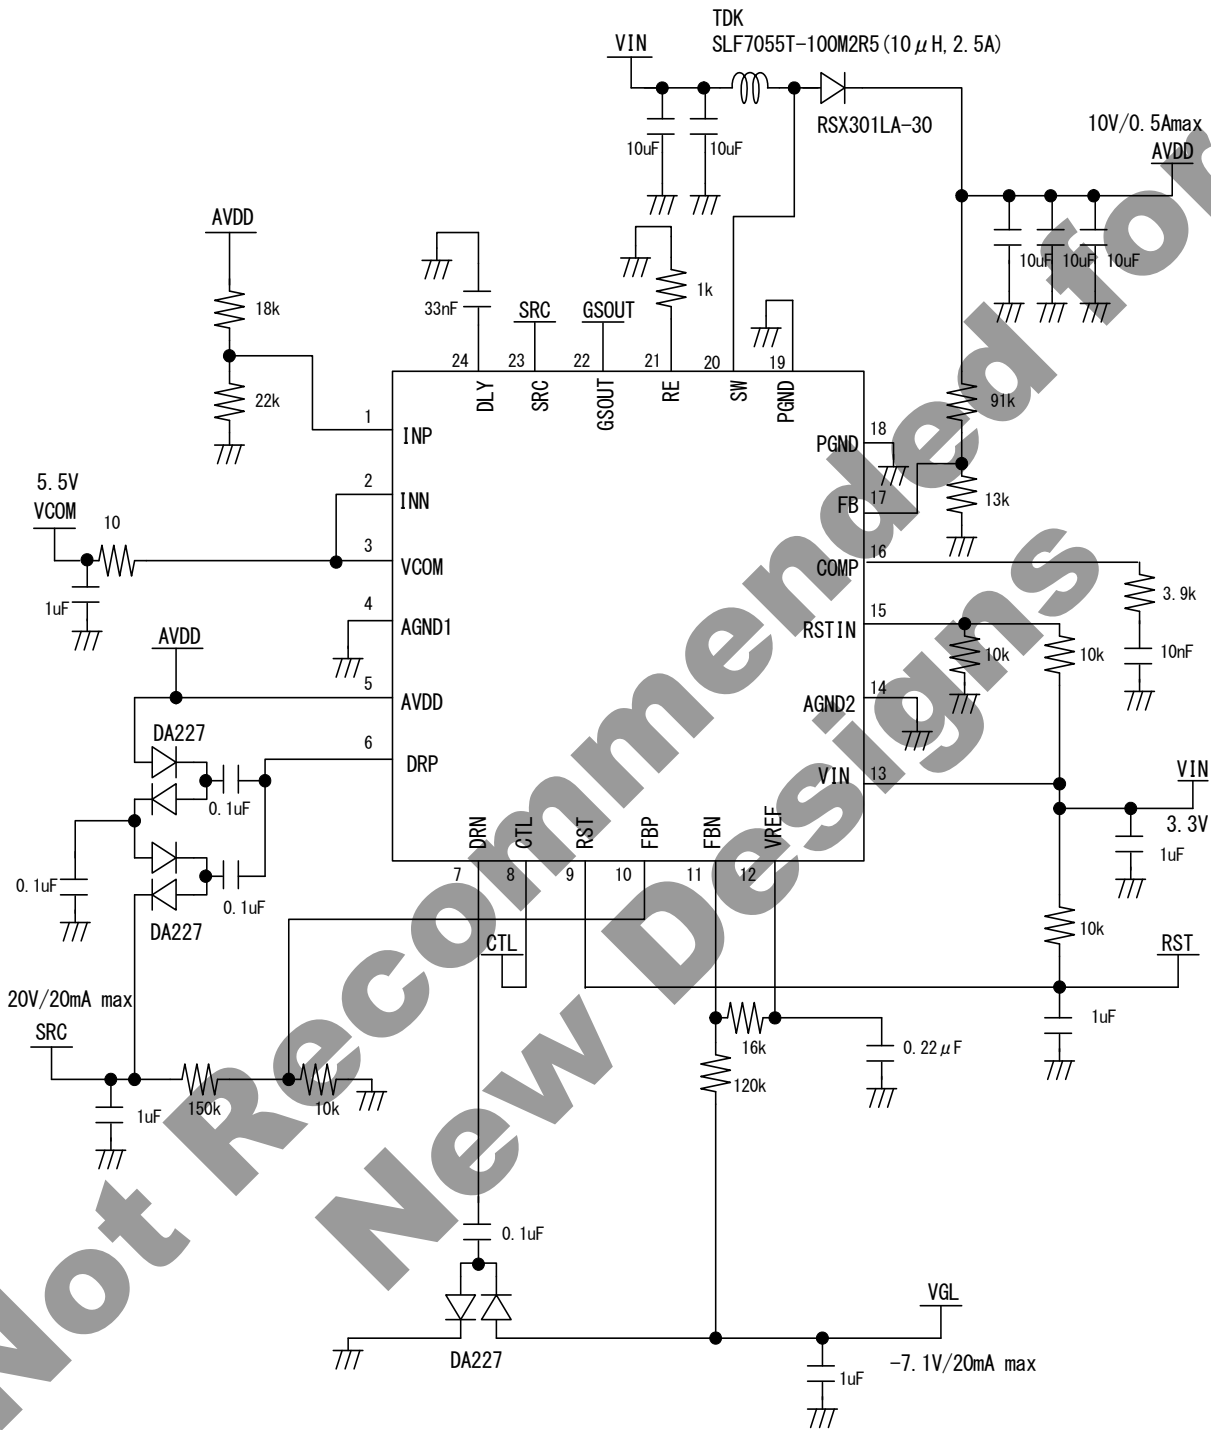 TDK
VIN
SLF7055T-100M2R5(10μH, 2.5A)
RSX301LA-30
10uF
10uF
10V/0.5Amax
AVDD
10uF
10uF
10uF
AVDD
18k
22k
33nF
SRC
GSOUT
1k
24
23
22
21
20
19
DLY
SRC
GSOUT
RE
SW
PGND
91k
1
INP
18
PGND
5.5V
VCOM
2
INN
17
FB
13k
10
3
VCOM
16
COMP
1uF
4
AGND1
15
RSTIN
3.9k
10k
10k
10nF
AVDD
5
AVDD
14
AGND2
DA227
6
DRP
13
VIN
VIN
3.3V
0.1uF
DRN
CTL
RST
FBP
FBN
VREF
1uF
7
8
9
10
11
12
0.1uF
0.1uF
DA227
CTL
10k
RST
20V/20mA max
SRC
1uF
16k
0.22μF
120k
1uF
150k
10k
0.1uF
DA227
VGL
-7.1V/20mA max
1uF
Not Recommended for
New Designs